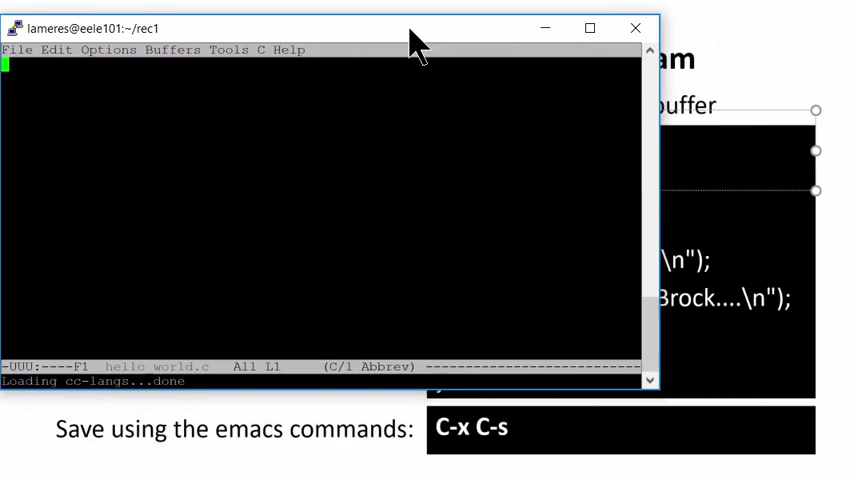 lameres@eele101:~/rec1
File Edit Options Buffers Tools C Help
am
buffer
\n");
Brock....\n");
-UUU:----F1 hello world.c All L1 (C/l Abbrev) ------------------------------
Loading cc-langs...done
Save using the emacs commands:
C-x C-s